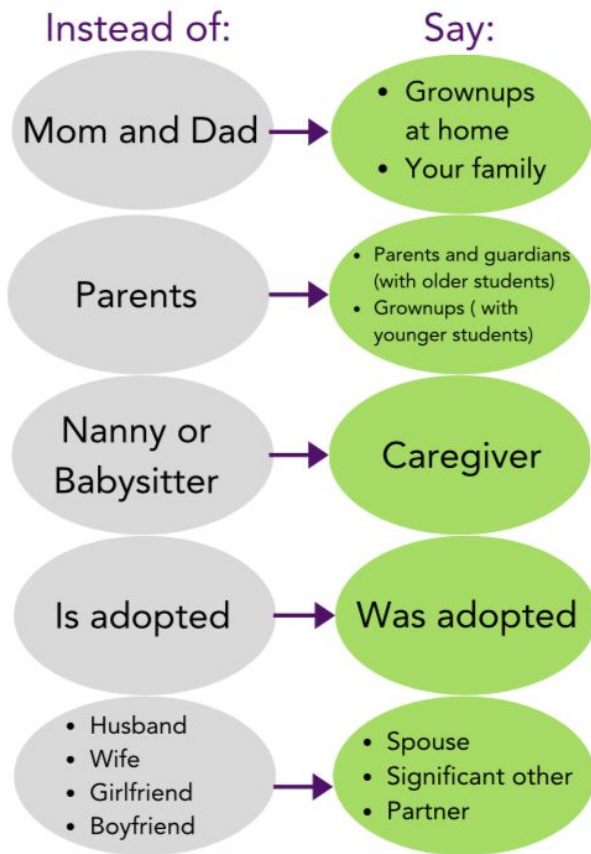 Instead of:
Say:
Mom and Dad
• Grownups
at home
• Your family
Parents
• Parents and guardians
(with older students)
• Grownups ( with
younger students)
Nanny or
Babysitter
Caregiver
Is adopted
Was adopted
• Husband
• Wife
• Girlfriend
• Boyfriend
• Spouse
• Significant other
• Partner